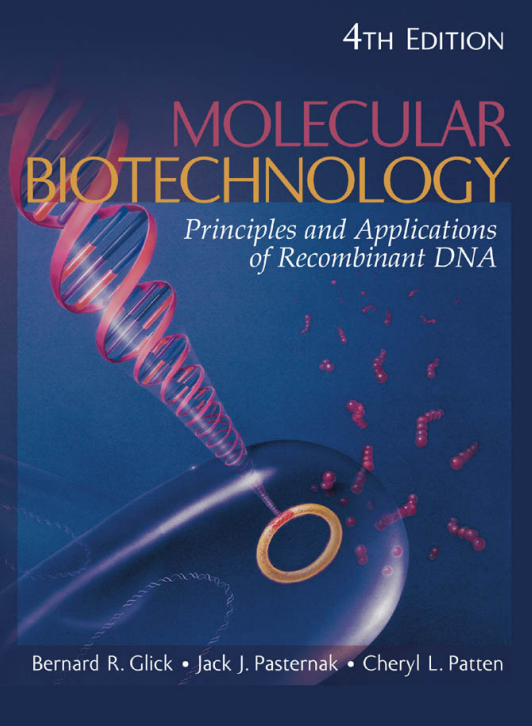 4TH EDITION
MOLECULAR
BIOTECHNOLOGY
Principles and Applications
of Recombinant DNA
Bernard R. Glick • Jack J. Pasternak • Cheryl L. Patten